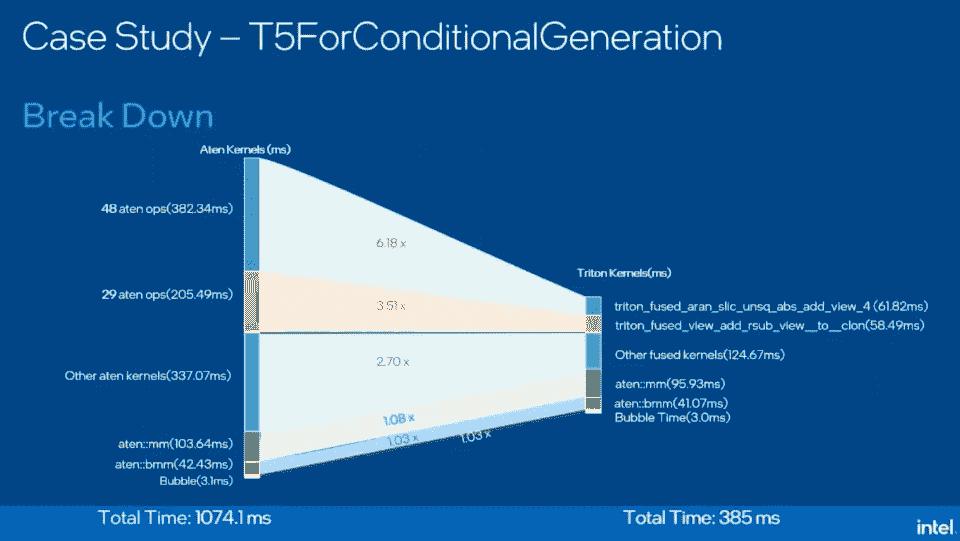 Case Study – T5ForConditionalGeneration
Break Down
Aten Kernels (ms)
48 aten ops(382.34ms)
6.18 x
Triton Kernels(ms)
29 aten ops(205.49ms)
3.51 x
triton_fused_aran_slic_unsq_abs_add_view_4 (61.82ms)
triton_fused_view_add_rsub_view__to__clon(58.49ms)
Other aten kernels(337.07ms)
2.70 x
Other fused kernels(124.67ms)
aten::mm(95.93ms)
aten::bmm(41.07ms)
Bubble Time(3.0ms)
1.08 x
1.03 x
1.03 x
aten::mm(103.64ms)
aten::bmm(42.43ms)
Bubble(3.1ms)
Total Time: 1074.1 ms
Total Time: 385 ms
intel